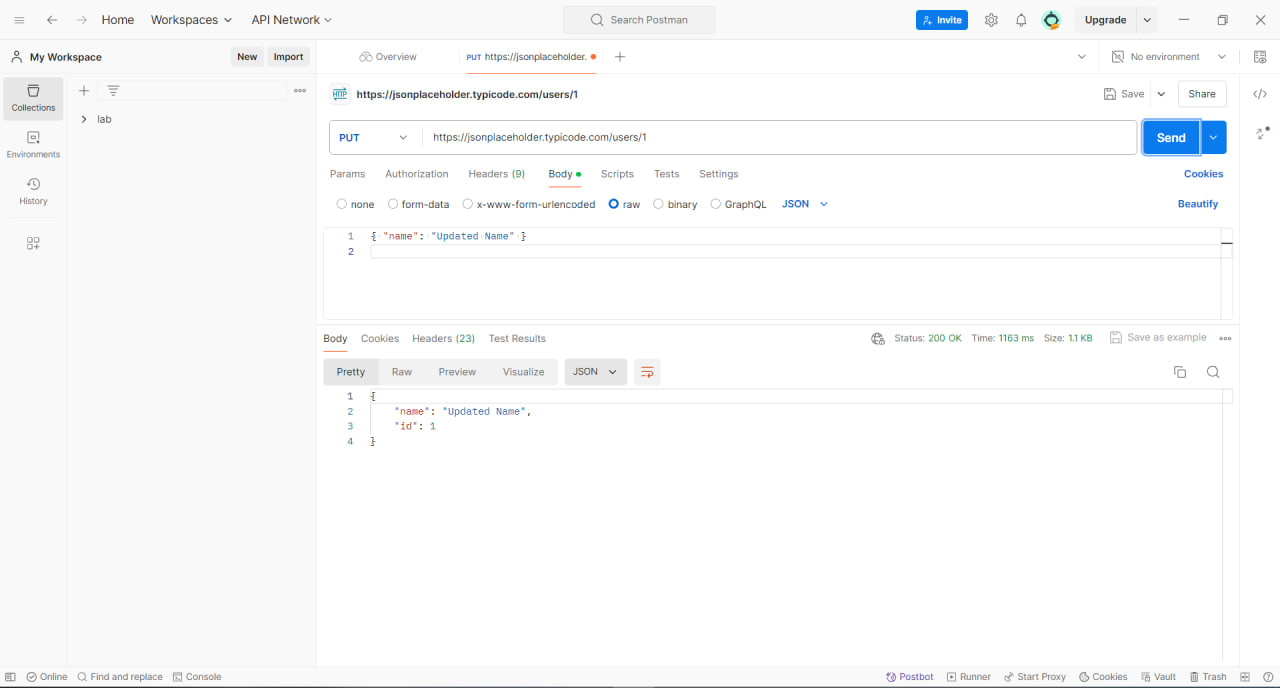 Home Workspaces API Network Search Postman Invite Upgrade
My Workspace New Import Overview PUT https://jsonplaceholder. No environment
Collections
lab
Environments
History
HTTP https://jsonplaceholder.typicode.com/users/1 Save Share
PUT https://jsonplaceholder.typicode.com/users/1 Send
Params Authorization Headers (9) Body Scripts Tests Settings Cookies
none form-data x-www-form-urlencoded raw binary GraphQL JSON Beautify
1 { "name": "Updated Name" }
2
Body Cookies Headers (23) Test Results Status: 200 OK Time: 1163 ms Size: 1.1 KB Save as example
Pretty Raw Preview Visualize JSON
1 {
2 "name": "Updated Name",
3 "id": 1
4 }
Online Find and replace Console Postbot Runner Start Proxy Cookies Vault Trash